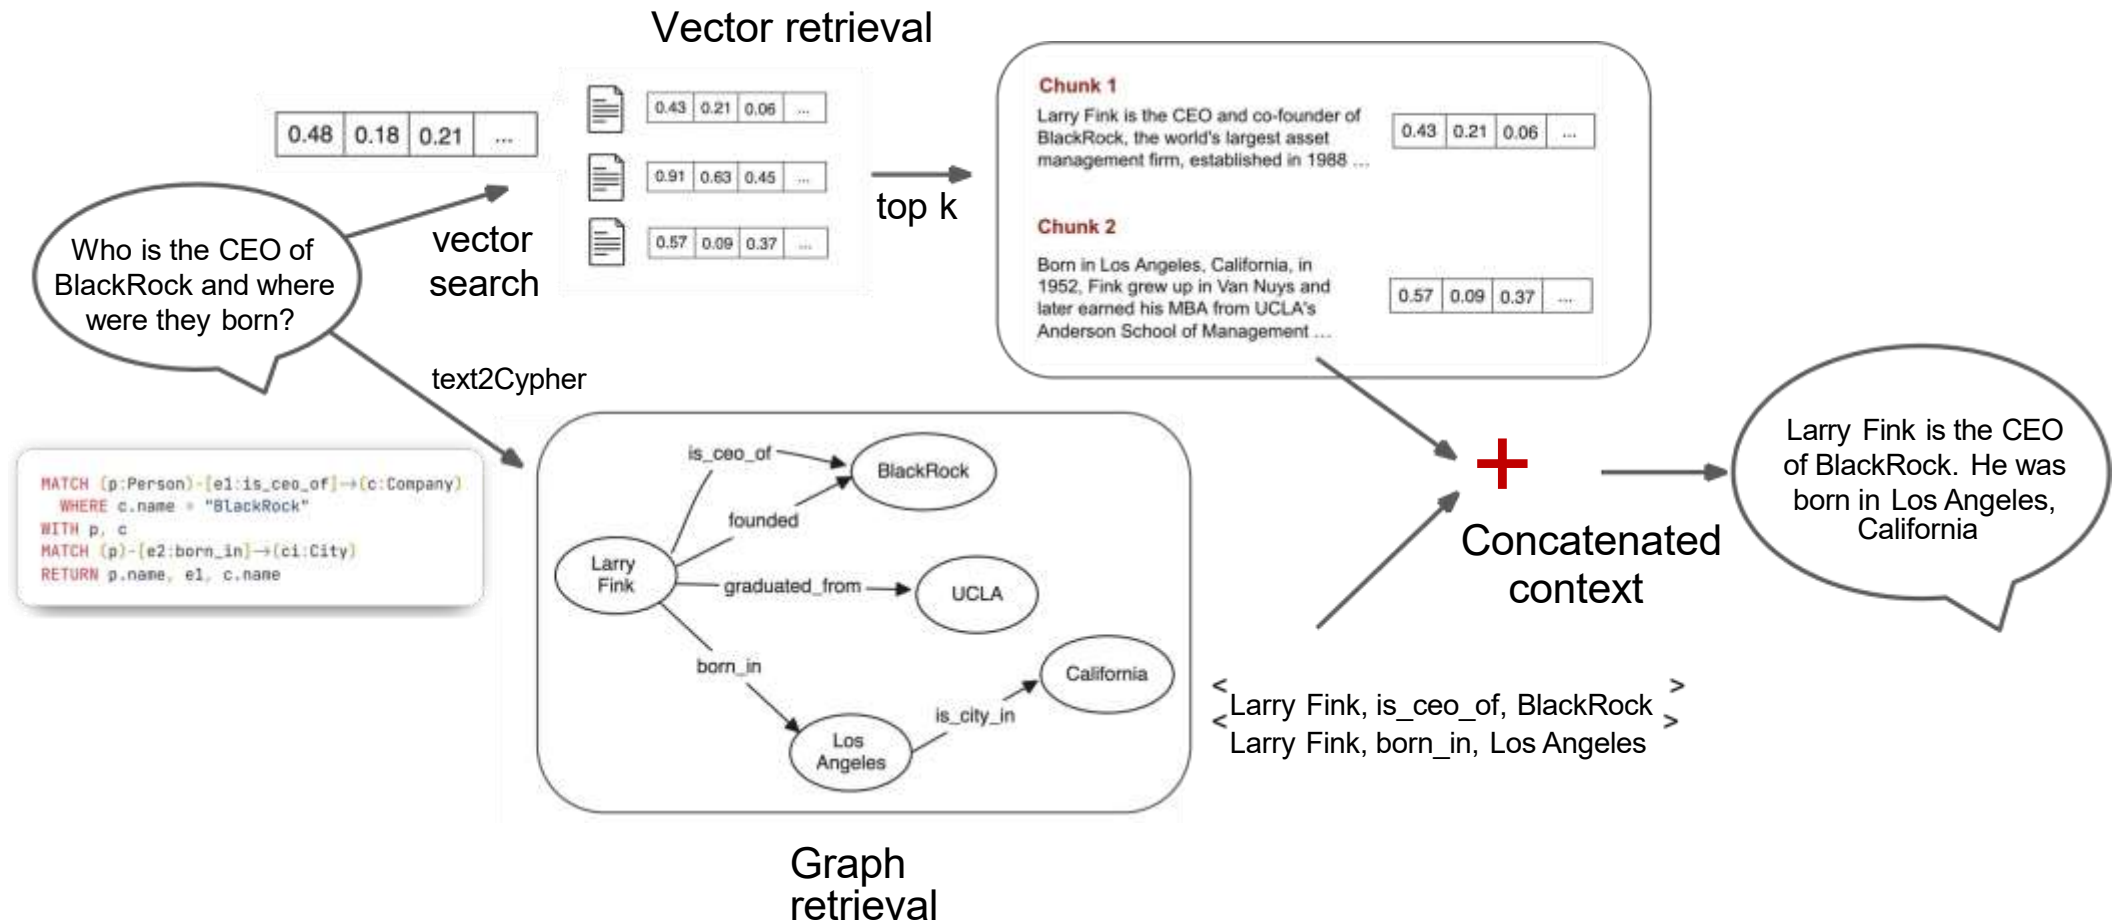 Vector retrieval
0.48 0.18 0.21 ...
0.43 0.21 0.06 ...
0.91 0.63 0.45 ...
0.57 0.09 0.37 ...
vector
search
top k
Chunk 1
Larry Fink is the CEO and co-founder of
BlackRock, the world's largest asset
management firm, established in 1988 ...
0.43 0.21 0.06 ...
Chunk 2
Born in Los Angeles, California, in
1952, Fink grew up in Van Nuys and
later earned his MBA from UCLA's
Anderson School of Management ...
0.57 0.09 0.37 ...
Who is the CEO of
BlackRock and where
were they born?
text2Cypher
MATCH (p:Person)-[e1:is_ceo_of]→(c:Company)
WHERE c.name = "BlackRock"
WITH p, c
MATCH (p)-[e2:born_in]→(ci:City)
RETURN p.name, e1, c.name
is_ceo_of
BlackRock
founded
Larry
Fink
graduated_from
UCLA
born_in
California
is_city_in
Los
Angeles
Graph
retrieval
<Larry Fink, is_ceo_of, BlackRock>
<Larry Fink, born_in, Los Angeles>
+
Concatenated
context
Larry Fink is the CEO
of BlackRock. He was
born in Los Angeles,
California